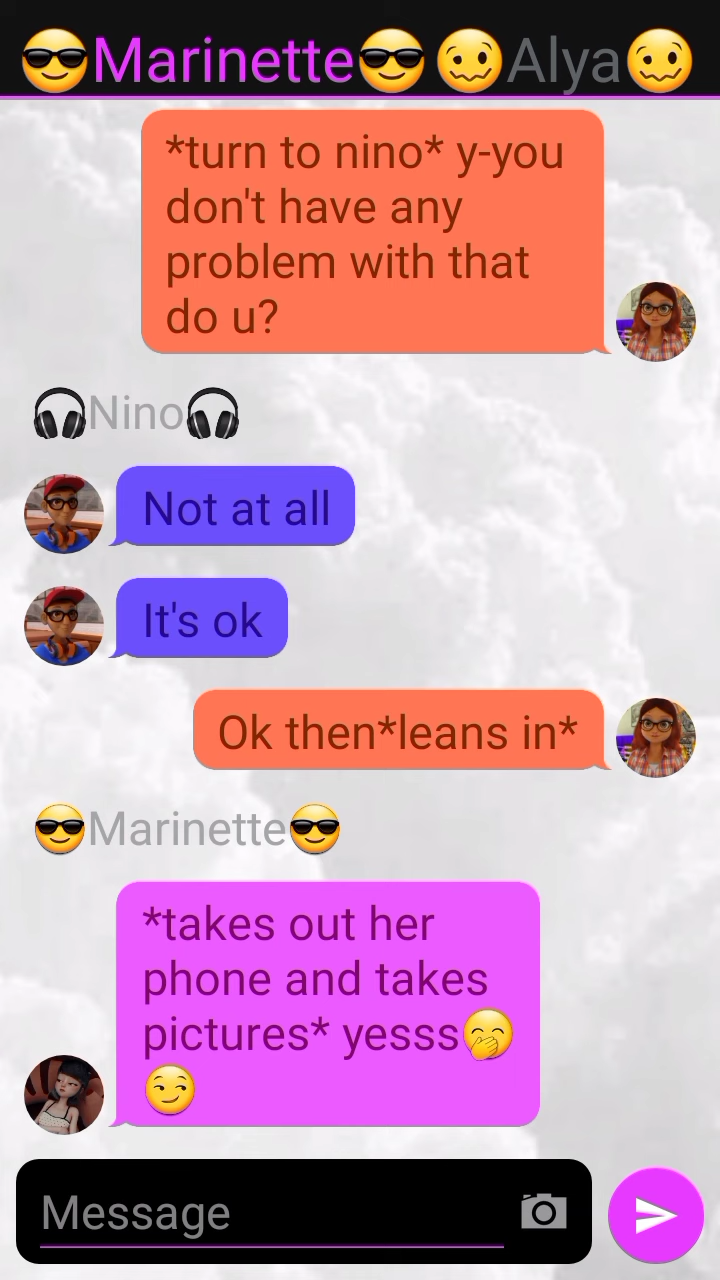 😎Marinette😎🥴Alya🥴
*turn to nino* y-you
don't have any
problem with that
do u?
🎧Nino🎧
Not at all
It's ok
Ok then*leans in*
😎Marinette😎
*takes out her
phone and takes
pictures* yesss🤭
😏
Message